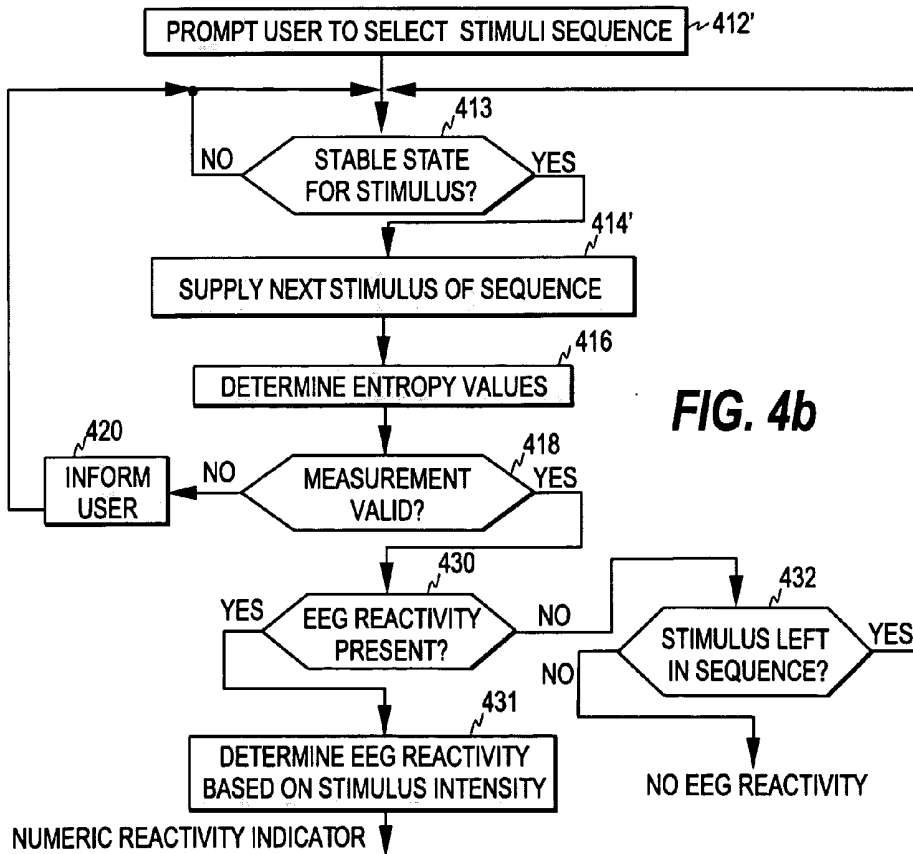 PROMPT USER TO SELECT STIMULI SEQUENCE
412'
413
NO
STABLE STATE
FOR STIMULUS?
YES
414'
SUPPLY NEXT STIMULUS OF SEQUENCE
416
DETERMINE ENTROPY VALUES
FIG. 4b
420
INFORM
USER
NO
418
MEASUREMENT
VALID?
YES
430
YES
EEG REACTIVITY
PRESENT?
NO
432
STIMULUS LEFT
IN SEQUENCE?
YES
NO
431
DETERMINE EEG REACTIVITY
BASED ON STIMULUS INTENSITY
NO EEG REACTIVITY
NUMERIC REACTIVITY INDICATOR